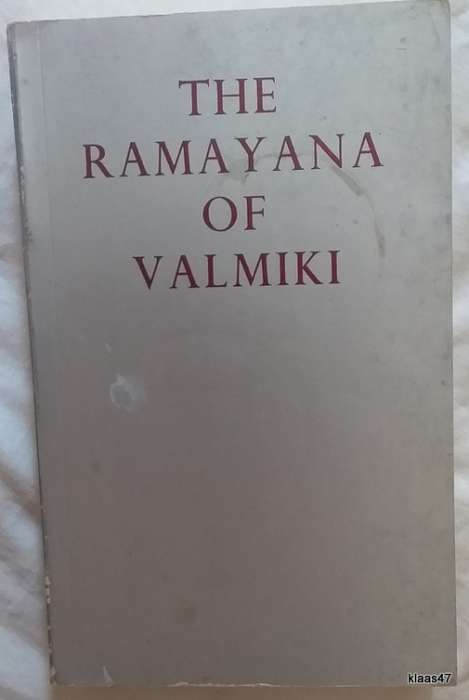 THE
RAMAYANA
OF
VALMIKI
klaas47